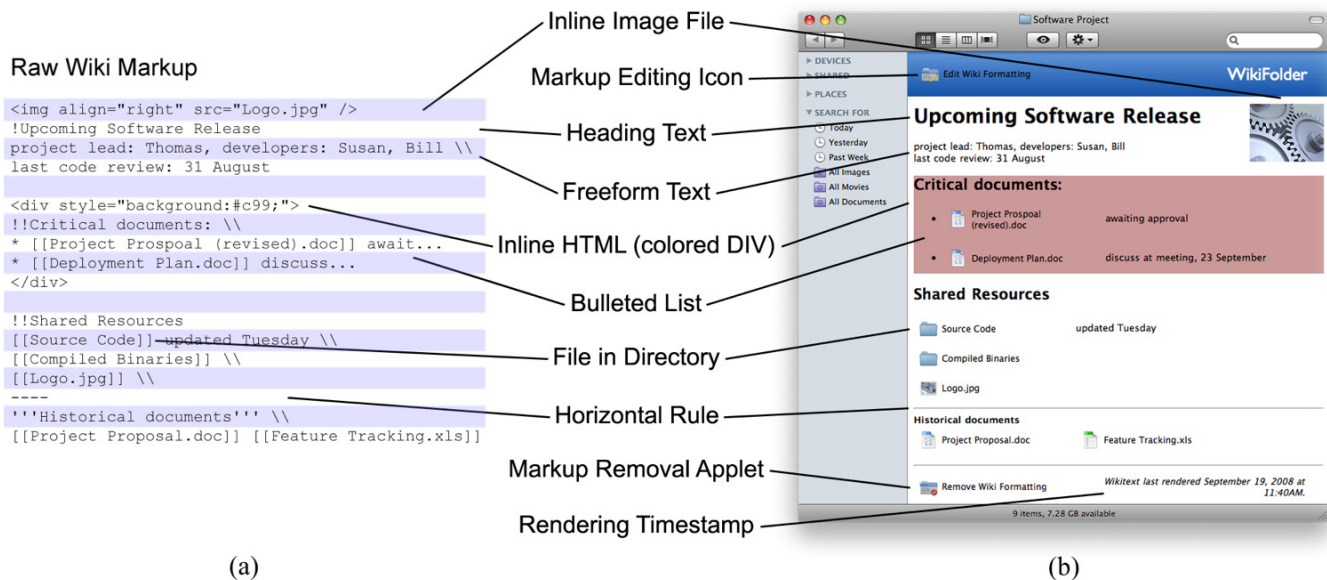 Raw Wiki Markup
<img align="right" src="Logo.jpg" />
!Upcoming Software Release
project lead: Thomas, developers: Susan, Bill \\
last code review: 31 August
<div style="background:#c99;">
!!Critical documents: \\
* [[Project Prospoal (revised).doc]] await...
* [[Deployment Plan.doc]] discuss...
</div>
!!Shared Resources
[[Source Code]] updated Tuesday \\
[[Compiled Binaries]] \\
[[Logo.jpg]] \\
----
'''Historical documents''' \\
[[Project Proposal.doc]] [[Feature Tracking.xls]]
(a)
Inline Image File
Markup Editing Icon
Heading Text
Freeform Text
Inline HTML (colored DIV)
Bulleted List
File in Directory
Horizontal Rule
Markup Removal Applet
Rendering Timestamp
Software Project
DEVICES
SHARED
PLACES
SEARCH FOR
Today
Yesterday
Past Week
All Images
All Movies
All Documents
Edit Wiki Formatting
WikiFolder
Upcoming Software Release
project lead: Thomas, developers: Susan, Bill
last code review: 31 August
Critical documents:
• Project Prospoal awaiting approval
(revised).doc
• Deployment Plan.doc discuss at meeting, 23 September
Shared Resources
Source Code updated Tuesday
Compiled Binaries
Logo.jpg
Historical documents
Project Proposal.doc Feature Tracking.xls
Remove Wiki Formatting
Wikitext last rendered September 19, 2008 at
11:40AM.
9 items, 7.28 GB available
(b)